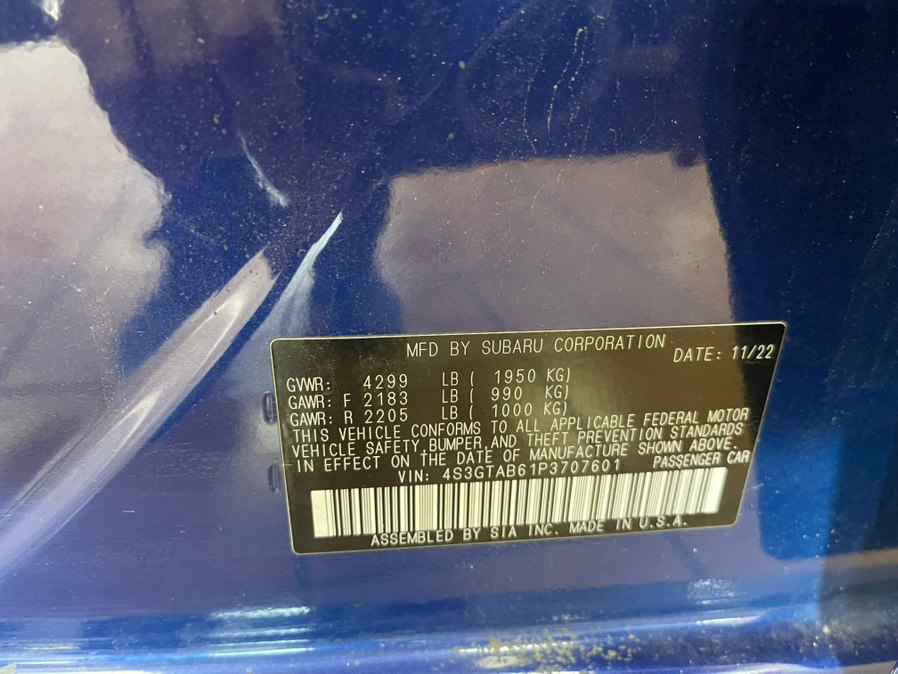 MFD BY SUBARU CORPORATION DATE: 11/22
GVWR: 4299 LB ( 1950 KG)
GAWR: F 2183 LB ( 990 KG)
GAWR: R 2205 LB ( 1000 KG)
THIS VEHICLE CONFORMS TO ALL APPLICABLE FEDERAL MOTOR
VEHICLE SAFETY, BUMPER, AND THEFT PREVENTION STANDARDS
IN EFFECT ON THE DATE OF MANUFACTURE SHOWN ABOVE.
VIN: 4S3GTAB61P3707601 PASSENGER CAR
ASSEMBLED BY SIA INC. MADE IN U.S.A.